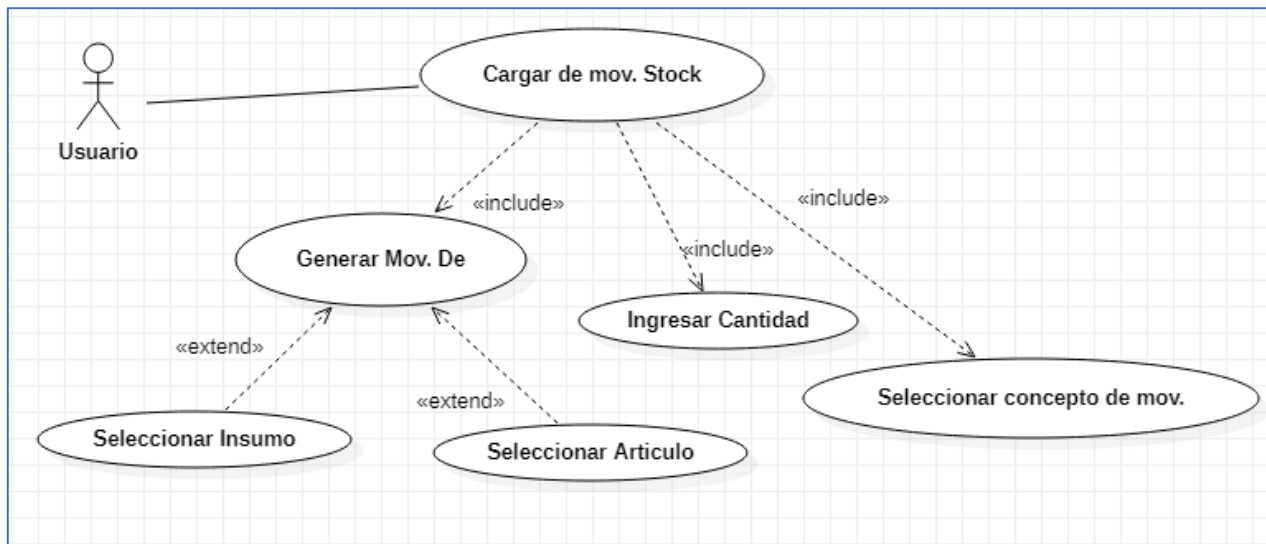 Cargar de mov. Stock
Usuario
«include»
«include»
«include»
Generar Mov. De
Ingresar Cantidad
«extend»
Seleccionar concepto de mov.
«extend»
Seleccionar Insumo
Seleccionar Articulo